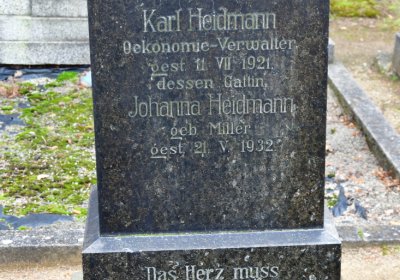 Karl Heidmann
Oekonomie-Verwalter
gest 11. VII 1921.
dessen Gattin,
Johanna Heidmann
geb Müller
gest 21. V. 1932.
Das Herz muss